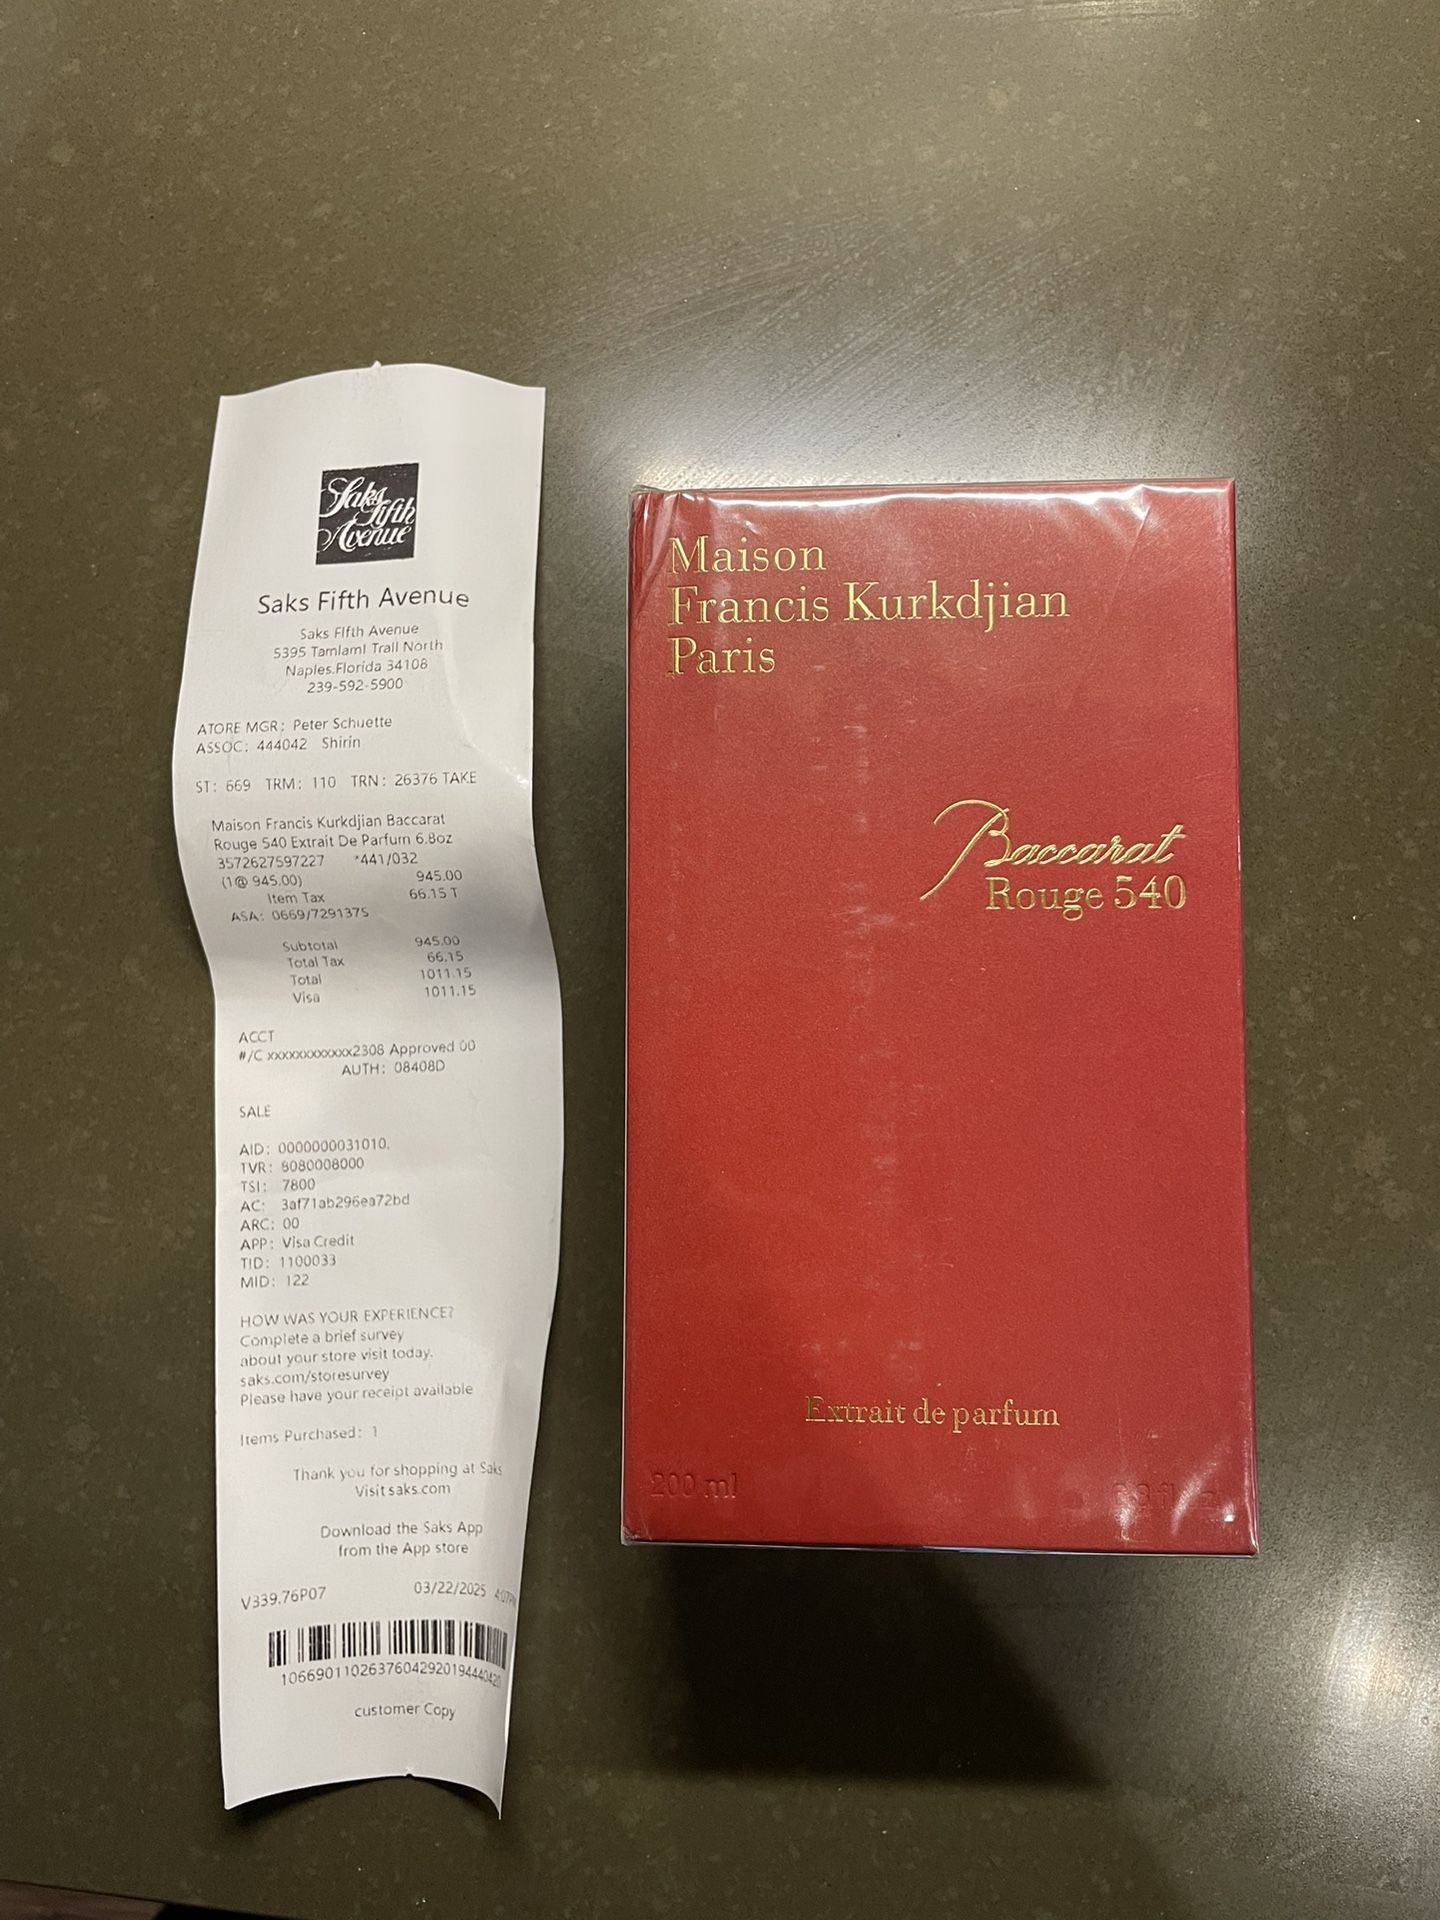 Saks
Fifth
Avenue
Saks Fifth Avenue
Saks FIfth Avenue
5395 TamlamI TraIl North
Naples.Florida 34108
239-592-5900
ATORE MGR: Peter Schuette
ASSOC: 444042 Shirin
ST: 669 TRM: 110 TRN: 26376 TAKE
Maison Francis Kurkdjian Baccarat
Rouge 540 Extrait De Parfum 6.8oz
3572627597227 *441/032
(1@ 945.00) 945.00
Item Tax 66.15 T
ASA: 0669/729137S
Subtotal 945.00
Total Tax 66.15
Total 1011.15
Visa 1011.15
ACCT
#/C xxxxxxxxxxxx2308 Approved 00
AUTH: 08408D
SALE
AID: 0000000031010.
TVR: 8080008000
TSI: 7800
AC: 3af71ab296ea72bd
ARC: 00
APP: Visa Credit
TID: 1100033
MID: 122
HOW WAS YOUR EXPERIENCE?
Complete a brief survey
about your store visit today.
saks.com/storesurvey
Please have your receipt available
Items Purchased: 1
Thank you for shopping at Saks
Visit saks.com
Download the Saks App
from the App store
V339.76P07 03/22/2025 4:07PM
1066901102637604292019444042
customer Copy
Maison
Francis Kurkdjian
Paris
Baccarat
Rouge 540
Extrait de parfum
200 ml